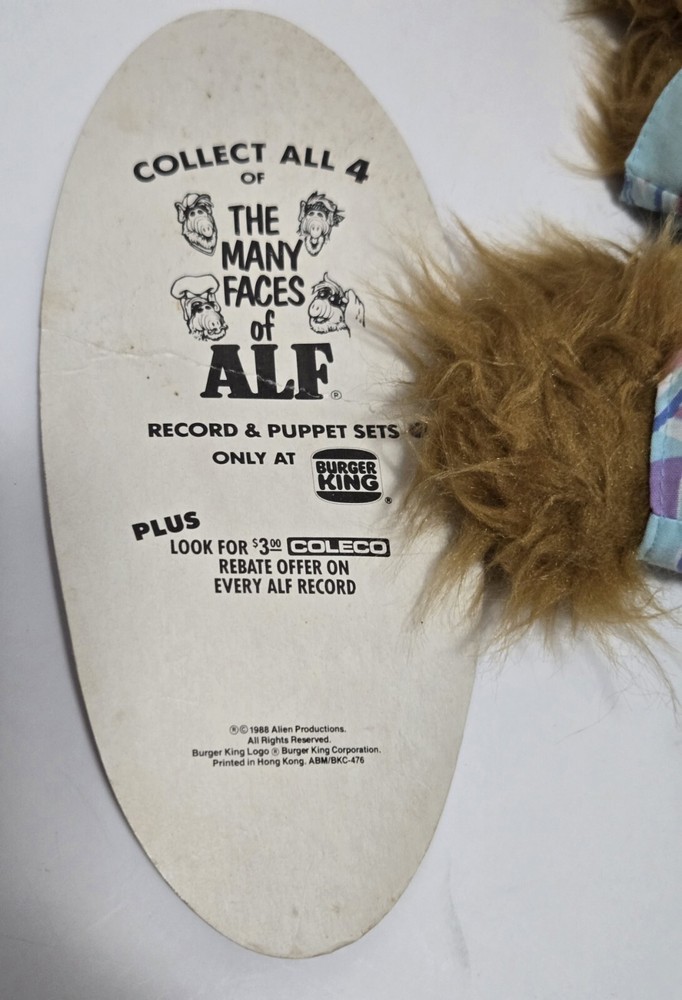 COLLECT ALL 4
OF
THE
MANY
FACES
of
ALF®
RECORD & PUPPET SETS
ONLY AT BURGER KING®
PLUS
LOOK FOR $3.00 COLECO
REBATE OFFER ON
EVERY ALF RECORD
®© 1988 Alien Productions.
All Rights Reserved.
Burger King Logo ® Burger King Corporation.
Printed in Hong Kong. ABM/BKC-476